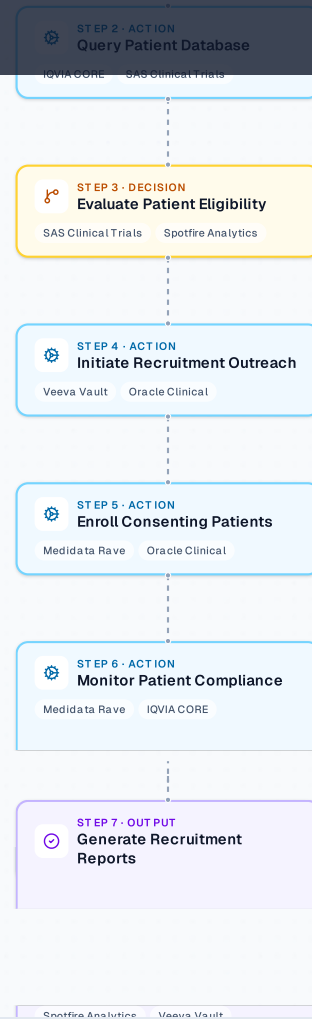 STEP 2 · ACTION
Query Patient Database
IQVIA CORE SAS Clinical Trials
STEP 3 · DECISION
Evaluate Patient Eligibility
SAS Clinical Trials Spotfire Analytics
STEP 4 · ACTION
Initiate Recruitment Outreach
Veeva Vault Oracle Clinical
STEP 5 · ACTION
Enroll Consenting Patients
Medidata Rave Oracle Clinical
STEP 6 · ACTION
Monitor Patient Compliance
Medidata Rave IQVIA CORE
STEP 7 · OUTPUT
Generate Recruitment
Reports
Spotfire Analytics Veeva Vault